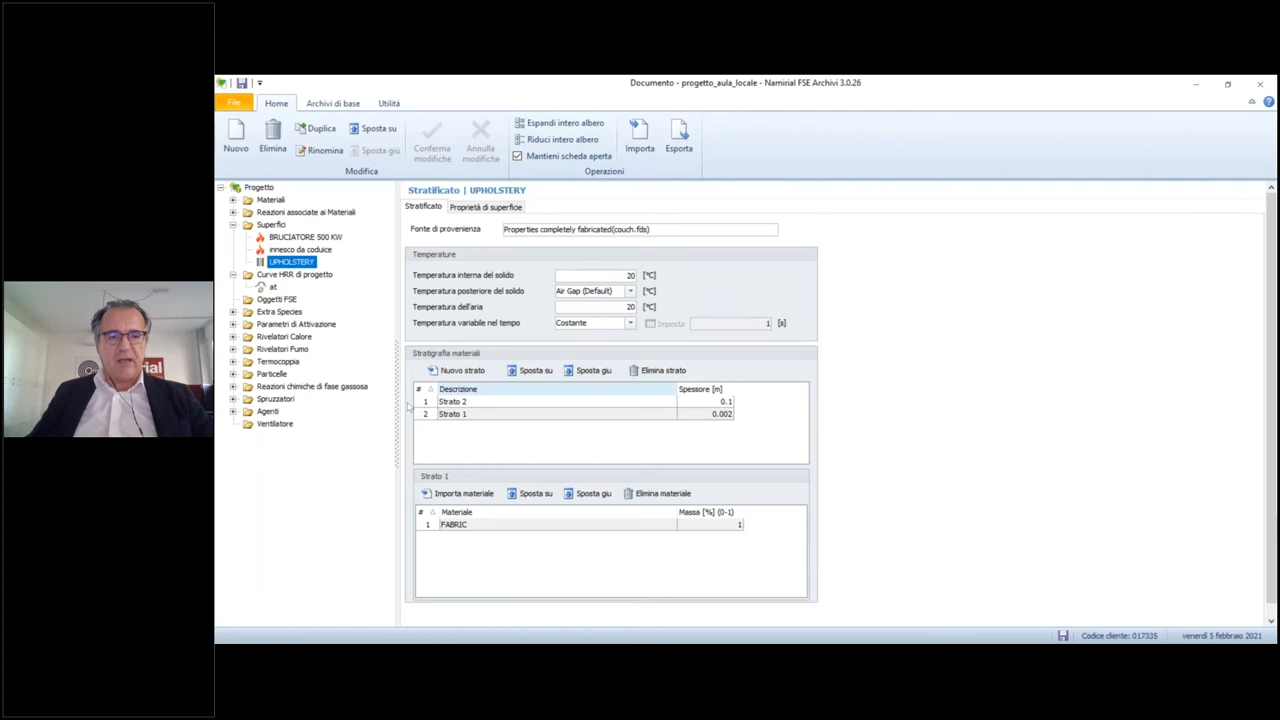 Documento - progetto_aula_locale - Namirial FSE Archivi 3.0.26
File Home Archivi di base Utilità
Nuovo Elimina Duplica Rinomina Sposta su Sposta giù Conferma modifiche Annulla modifiche
Espandi intero albero
Riduci intero albero
Mantieni scheda aperta
Importa Esporta
Modifica Operazioni
Progetto
Materiali
Reazioni associate ai Materiali
Superfici
BRUCIATORE 500 KW
innesco da coduice
UPHOLSTERY
Curve HRR di progetto
at
Oggetti FSE
Extra Species
Parametri di Attivazione
Rivelatori Calore
Rivelatori Fumo
Termocoppia
Particelle
Reazioni chimiche di fase gassosa
Spruzzatori
Agenti
Ventilatore
Stratificato | UPHOLSTERY
Stratificato Proprietà di superficie
Fonte di provenienza Properties completely fabricated(couch.fds)
Temperature
Temperatura interna del solido 20 [°C]
Temperatura posteriore del solido Air Gap (Default) [°C]
Temperatura dell'aria 20 [°C]
Temperatura variabile nel tempo Costante Imposta 1 [s]
Stratigrafia materiali
Nuovo strato Sposta su Sposta giu Elimina strato
# Descrizione Spessore [m]
1 Strato 2 0.1
2 Strato 1 0.002
Strato 1
Importa materiale Sposta su Sposta giu Elimina materiale
# Materiale Massa [%] (0-1)
1 FABRIC 1
Codice cliente: 017335 venerdì 5 febbraio 2021